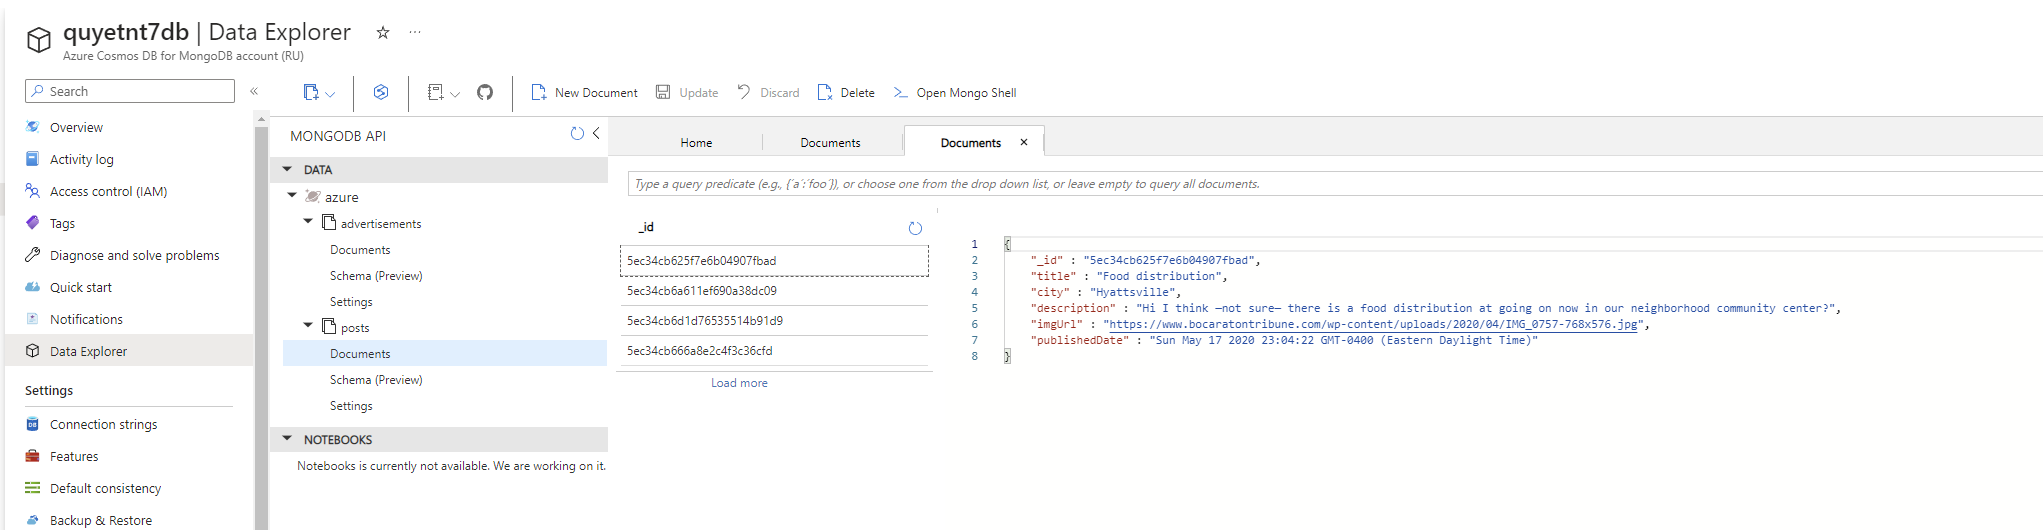 quyetnt7db | Data Explorer
Azure Cosmos DB for MongoDB account (RU)
Search
Overview
Activity log
Access control (IAM)
Tags
Diagnose and solve problems
Quick start
Notifications
Data Explorer
Settings
Connection strings
Features
Default consistency
Backup & Restore
New Document
Update
Discard
Delete
Open Mongo Shell
MONGODB API
DATA
azure
advertisements
Documents
Schema (Preview)
Settings
posts
Documents
Schema (Preview)
Settings
NOTEBOOKS
Notebooks is currently not available. We are working on it.
Home
Documents
Documents
Type a query predicate (e.g., {´a´:´foo´}), or choose one from the drop down list, or leave empty to query all documents.
_id
5ec34cb625f7e6b04907fbad
5ec34cb6a611ef690a38dc09
5ec34cb6d1d76535514b91d9
5ec34cb666a8e2c4f3c36cfd
Load more
1 {
2 "_id" : "5ec34cb625f7e6b04907fbad",
3 "title" : "Food distribution",
4 "city" : "Hyattsville",
5 "description" : "Hi I think —not sure— there is a food distribution at going on now in our neighborhood community center?",
6 "imgUrl" : "https://www.bocaratontribune.com/wp-content/uploads/2020/04/IMG_0757-768x576.jpg",
7 "publishedDate" : "Sun May 17 2020 23:04:22 GMT-0400 (Eastern Daylight Time)"
8 }